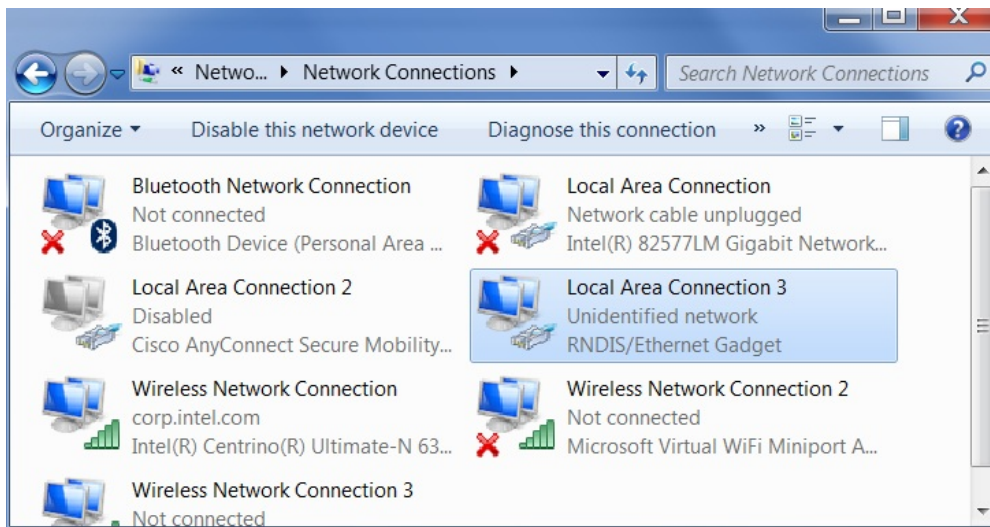 « Netwo... ▸ Network Connections ▸
Search Network Connections
Organize
Disable this network device
Diagnose this connection
»
Bluetooth Network Connection
Not connected
Bluetooth Device (Personal Area ...
Local Area Connection
Network cable unplugged
Intel(R) 82577LM Gigabit Network...
Local Area Connection 2
Disabled
Cisco AnyConnect Secure Mobility...
Local Area Connection 3
Unidentified network
RNDIS/Ethernet Gadget
Wireless Network Connection
corp.intel.com
Intel(R) Centrino(R) Ultimate-N 63...
Wireless Network Connection 2
Not connected
Microsoft Virtual WiFi Miniport A...
Wireless Network Connection 3
Not connected